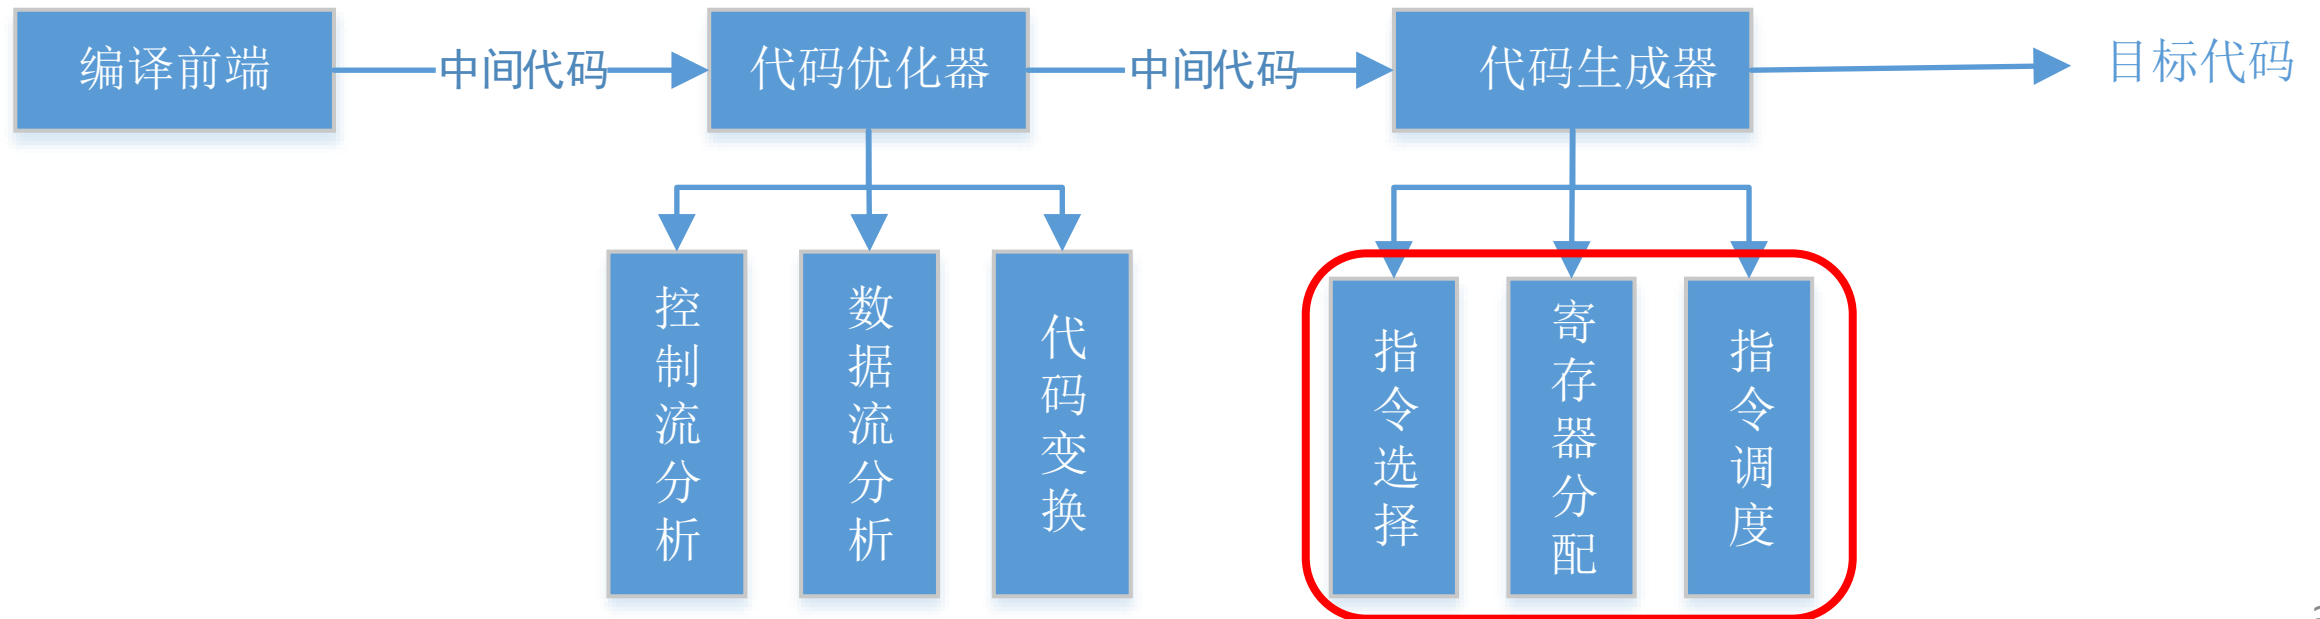 编译前端
中间代码
代码优化器
中间代码
代码生成器
目标代码
控制流分析
数据流分析
代码变换
指令选择
寄存器分配
指令调度